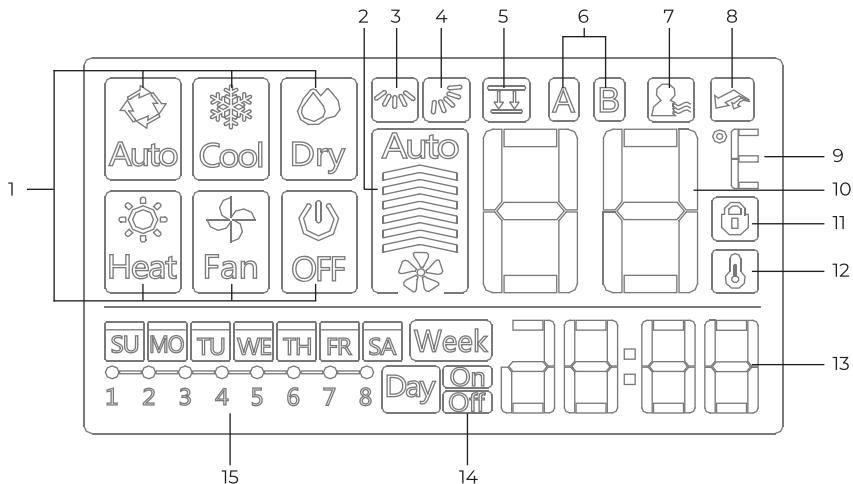 2 3 4 5 6 7 8
A B
Auto Cool Dry Auto
9
1
10
Heat Fan OFF
11
12
SU MO TU WE TH FR SA Week
Day On
Off
13
1 2 3 4 5 6 7 8
15 14